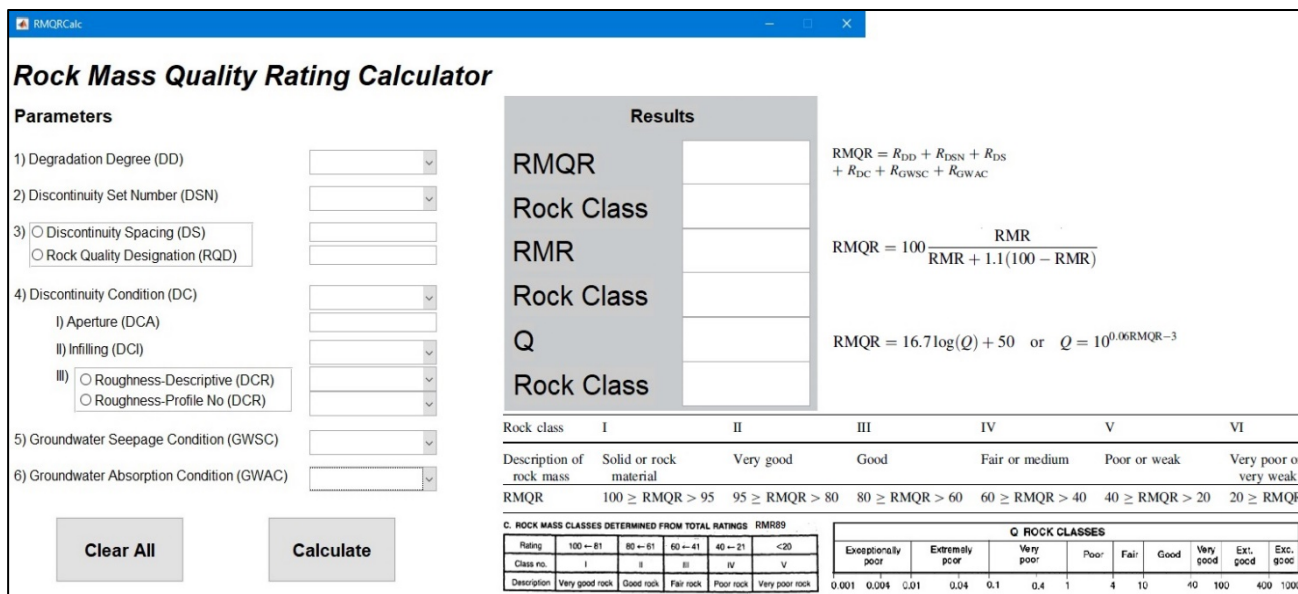 RMQRCalc
Rock Mass Quality Rating Calculator
Parameters
1) Degradation Degree (DD)
2) Discontinuity Set Number (DSN)
3) Discontinuity Spacing (DS)
Rock Quality Designation (RQD)
4) Discontinuity Condition (DC)
I) Aperture (DCA)
II) Infilling (DCI)
III) Roughness-Descriptive (DCR)
Roughness-Profile No (DCR)
5) Groundwater Seepage Condition (GWSC)
6) Groundwater Absorption Condition (GWAC)
Clear All Calculate
Results
RMQR
Rock Class
RMR
Rock Class
Q
Rock Class
RMQR = R_DD + R_DSN + R_DS
+ R_DC + R_GWSC + R_GWAC
RMQR = 100 RMR / RMR + 1.1(100 − RMR)
RMQR = 16.7 log(Q) + 50 or Q = 10^0.06RMQR−3
Rock class I II III IV V VI
Description of rock mass Solid or rock material Very good Good Fair or medium Poor or weak Very poor or very weak
RMQR 100 ≥ RMQR > 95 95 ≥ RMQR > 80 80 ≥ RMQR > 60 60 ≥ RMQR > 40 40 ≥ RMQR > 20 20 ≥ RMQR
C. ROCK MASS CLASSES DETERMINED FROM TOTAL RATINGS RMR89
Rating 100 ← 81 80 ← 61 60 ← 41 40 ← 21 <20
Class no. I II III IV V
Description Very good rock Good rock Fair rock Poor rock Very poor rock
Q ROCK CLASSES
Exceptionally poor Extremely poor Very poor Poor Fair Good Very good Ext. good Exc. good
0.001 0.004 0.01 0.04 0.1 0.4 1 4 10 40 100 400 1000